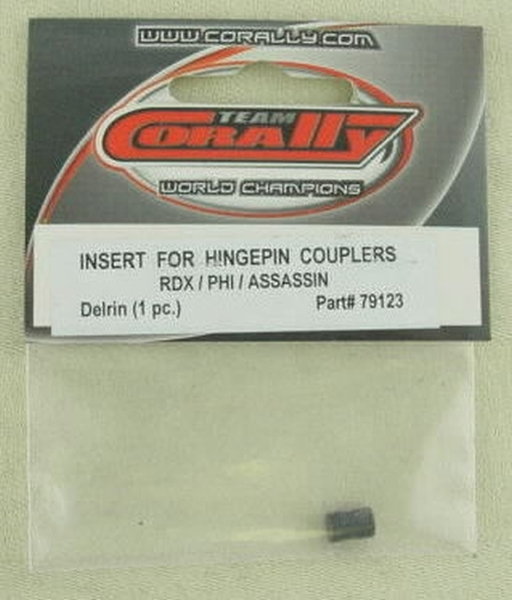 WWW.CORALLY.COM
TEAM
CORALLY
WORLD CHAMPIONS
INSERT FOR HINGEPIN COUPLERS
RDX / PHI / ASSASSIN
Delrin (1 pc.) Part# 79123